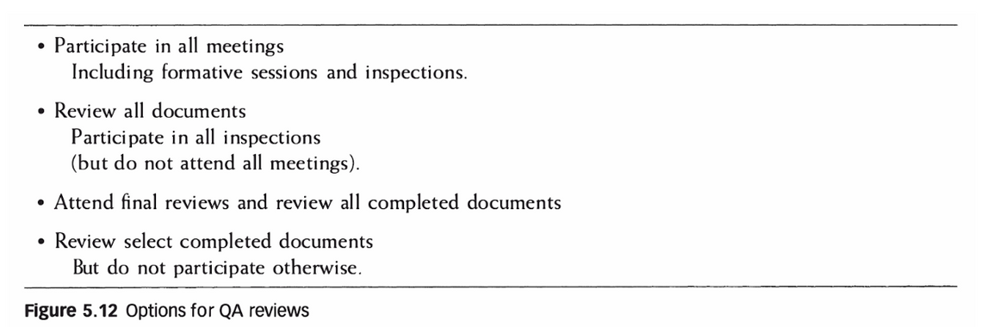 • Participate in all meetings
Including formative sessions and inspections.
• Review all documents
Participate in all inspections
(but do not attend all meetings).
• Attend final reviews and review all completed documents
• Review select completed documents
But do not participate otherwise.
Figure 5.12 Options for QA reviews